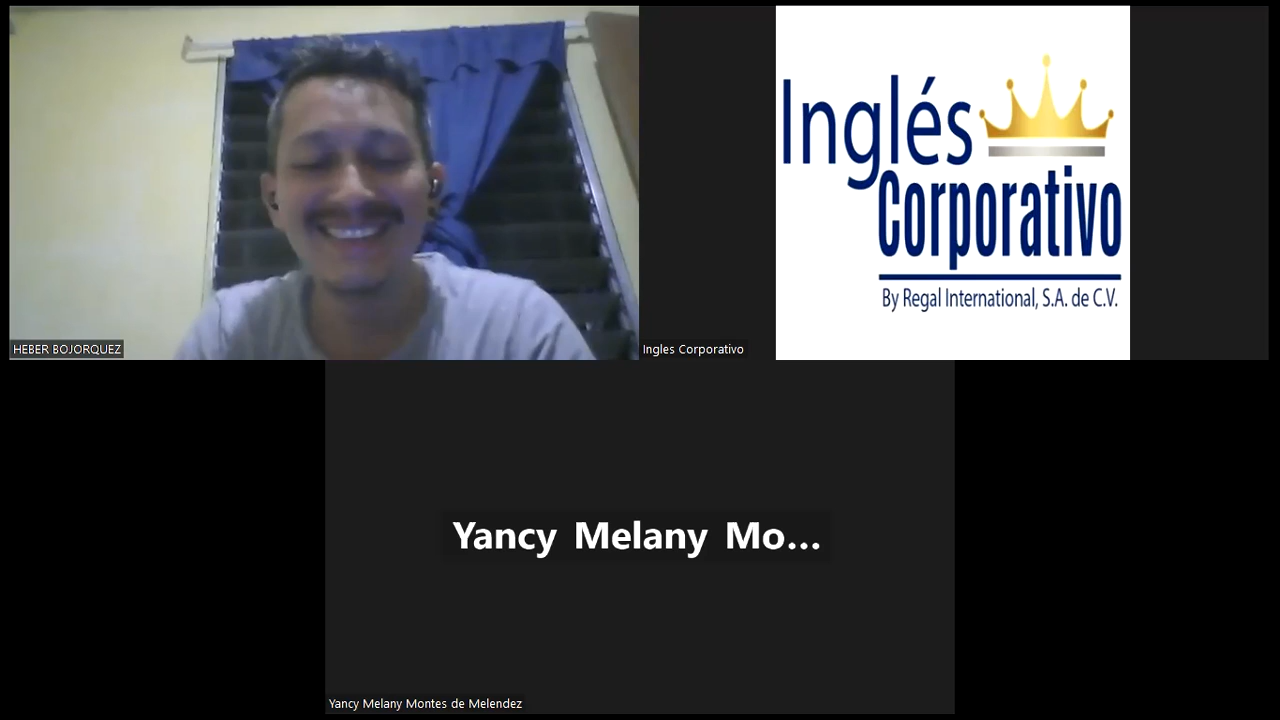 Inglés
Corporativo
By Regal International, S.A. de C.V.
HEBER BOJORQUEZ
Ingles Corporativo
Yancy Melany Mo...
Yancy Melany Montes de Melendez